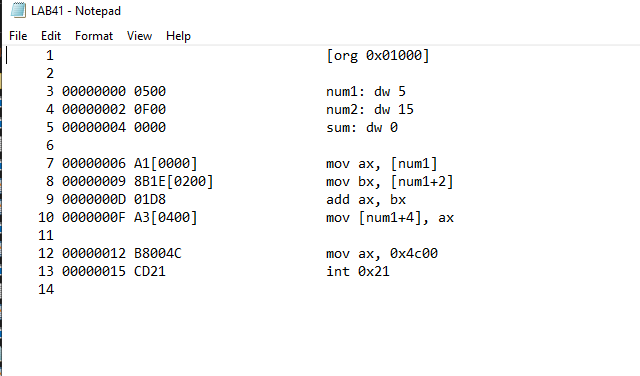 LAB41 - Notepad
File Edit Format View Help
1 [org 0x01000]
2
3 00000000 0500 num1: dw 5
4 00000002 0F00 num2: dw 15
5 00000004 0000 sum: dw 0
6
7 00000006 A1[0000] mov ax, [num1]
8 00000009 8B1E[0200] mov bx, [num1+2]
9 0000000D 01D8 add ax, bx
10 0000000F A3[0400] mov [num1+4], ax
11
12 00000012 B8004C mov ax, 0x4c00
13 00000015 CD21 int 0x21
14